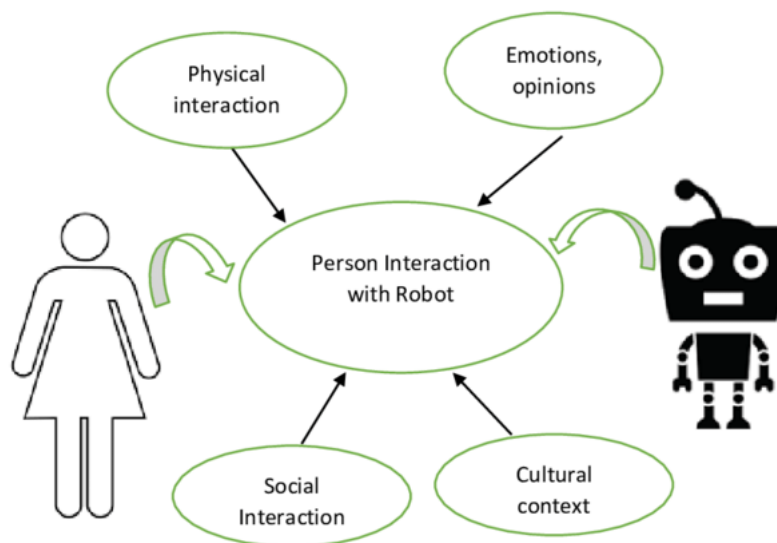 Physical
interaction
Emotions,
opinions
Person Interaction
with Robot
Social
Interaction
Cultural
context